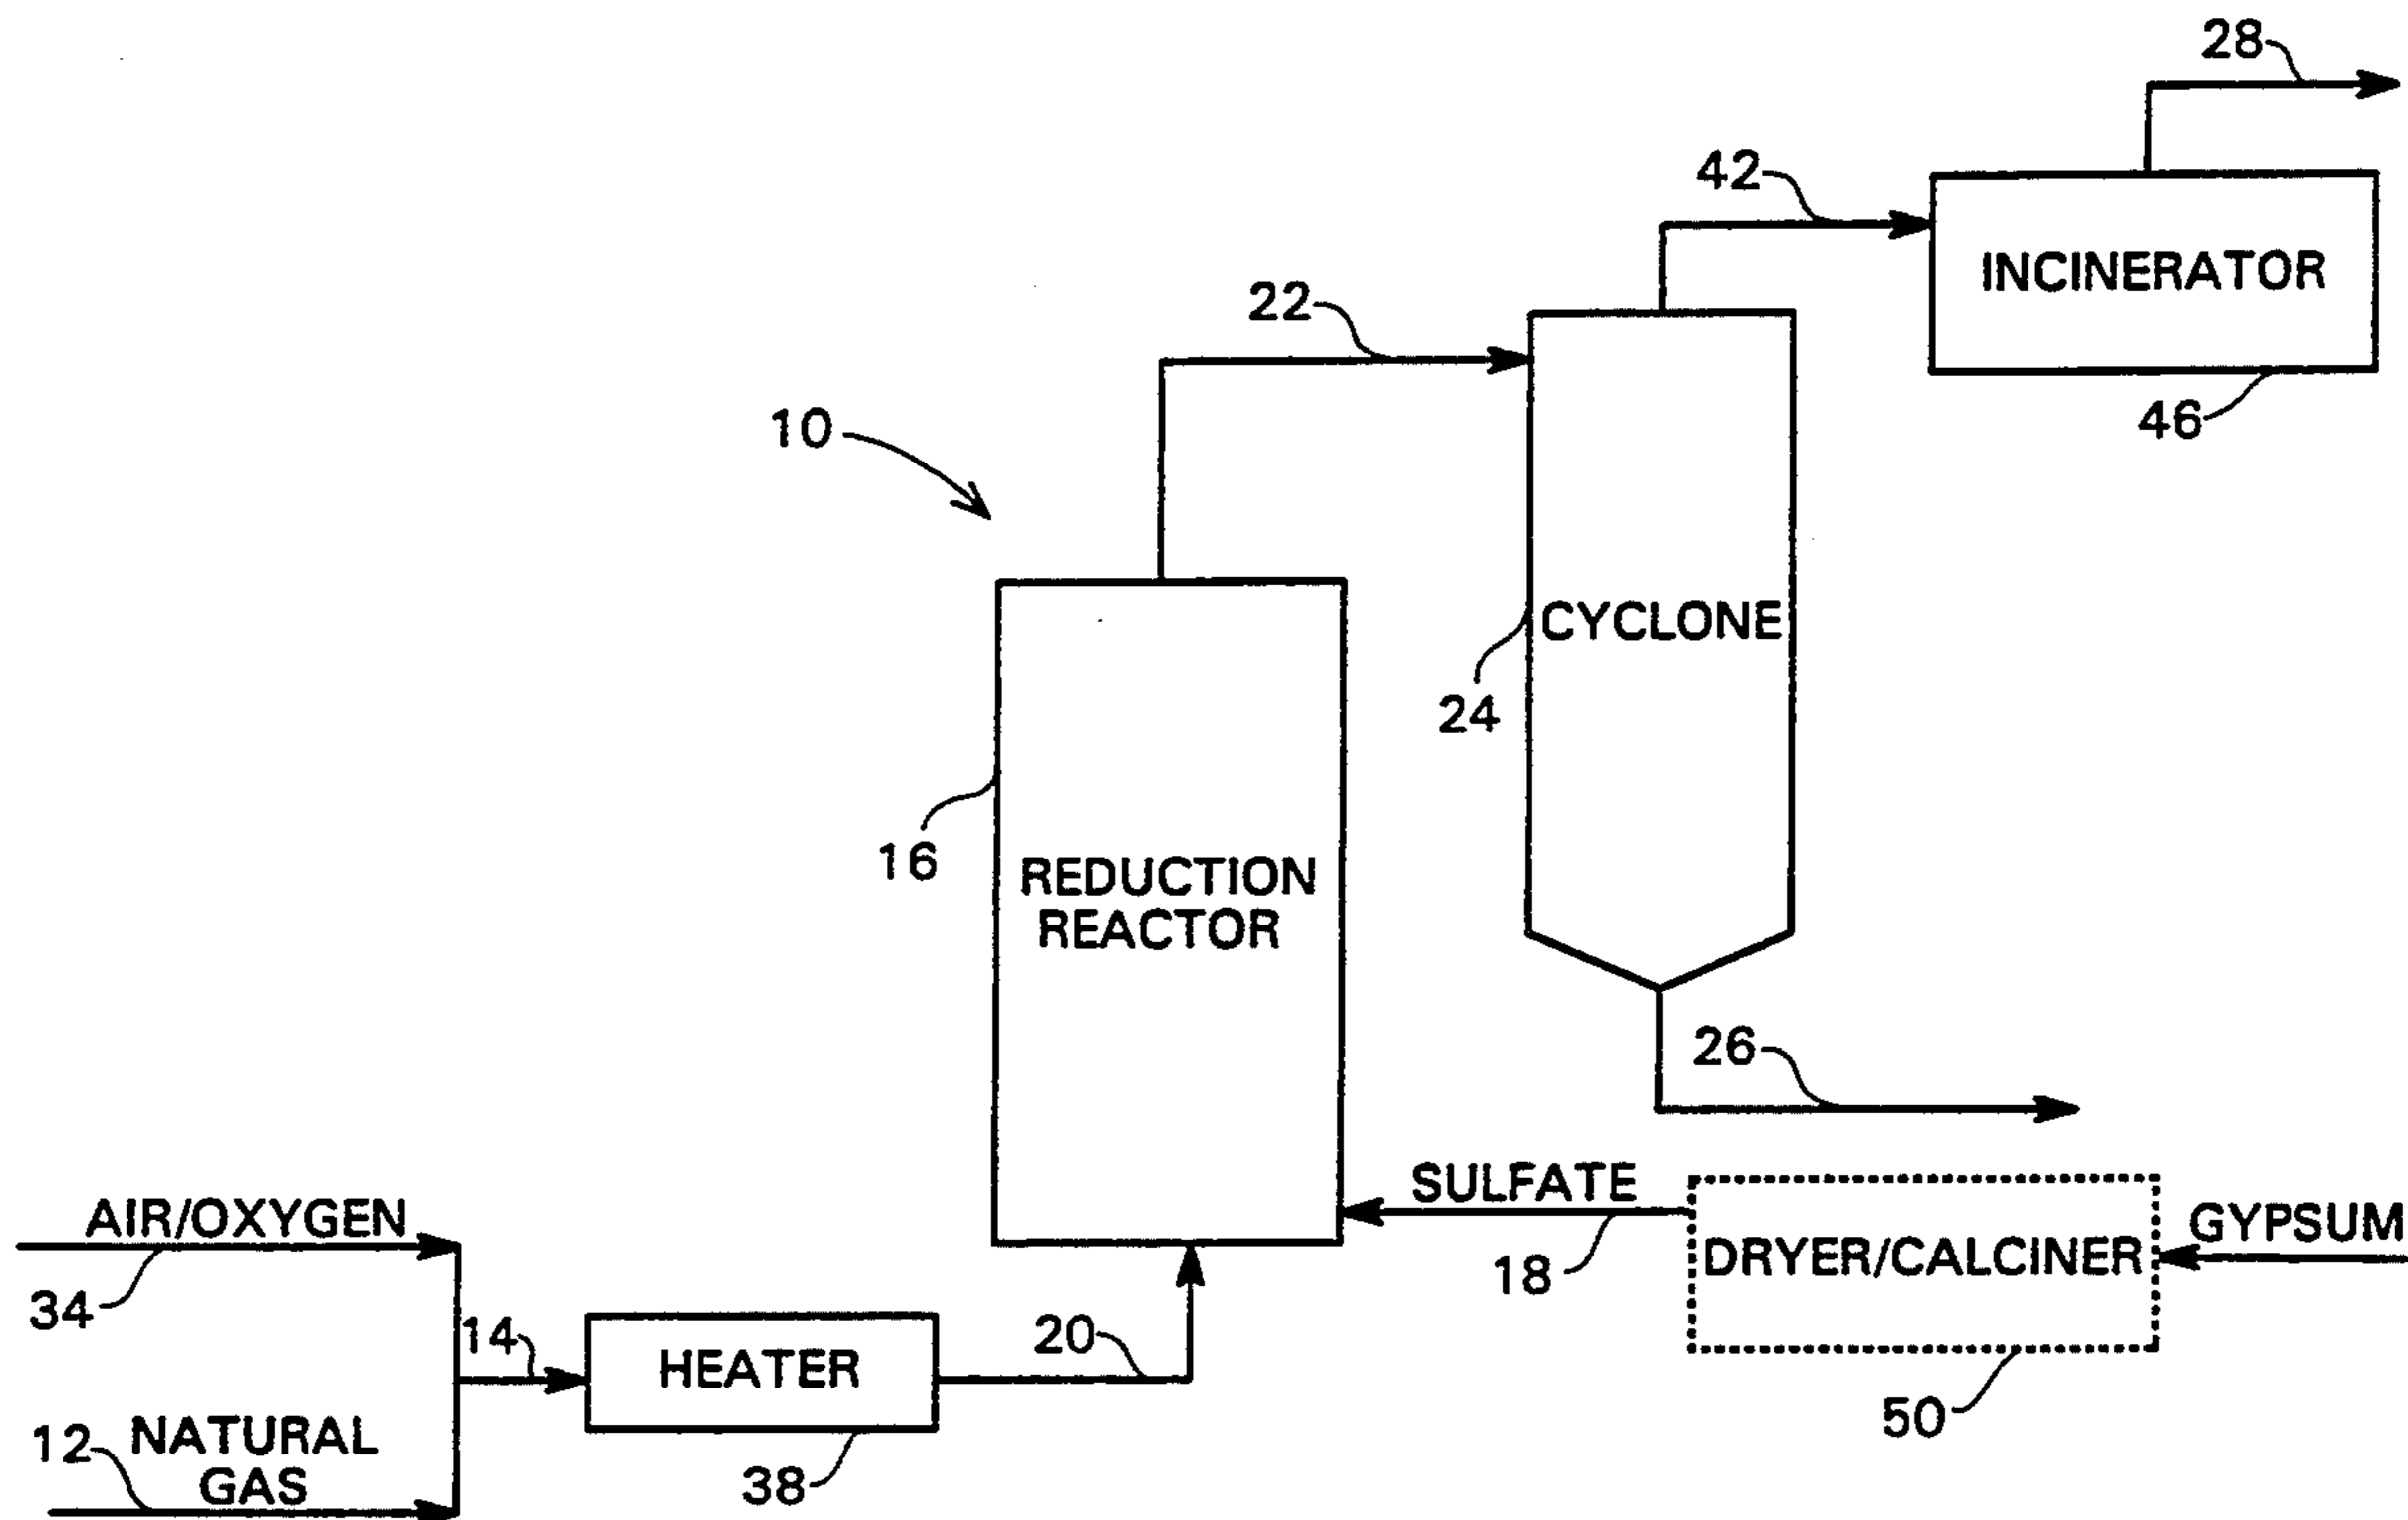 28
42
INCINERATOR
22
46
10
CYCLONE
24
16
REDUCTION
REACTOR
26
SULFATE
AIR/OXYGEN
GYPSUM
DRYER/CALCINER
18
34
14
20
HEATER
50
12
NATURAL
GAS
38